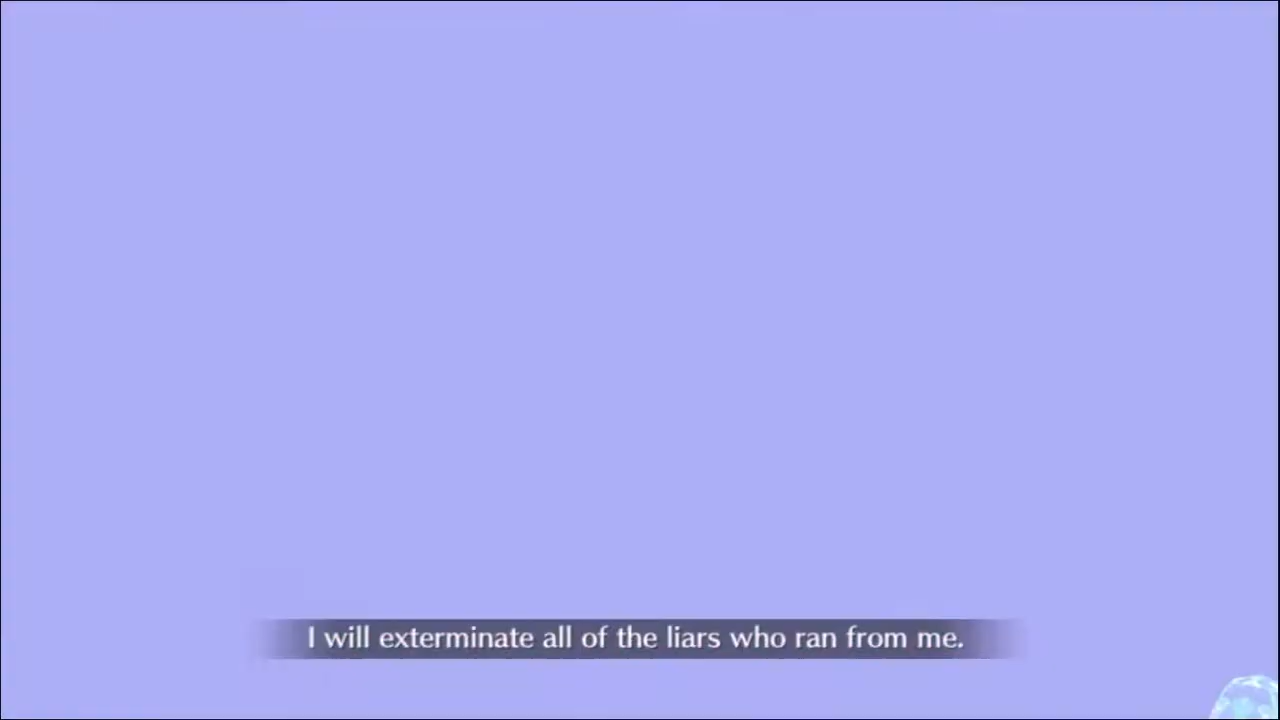 I will exterminate all of the liars who ran from me.